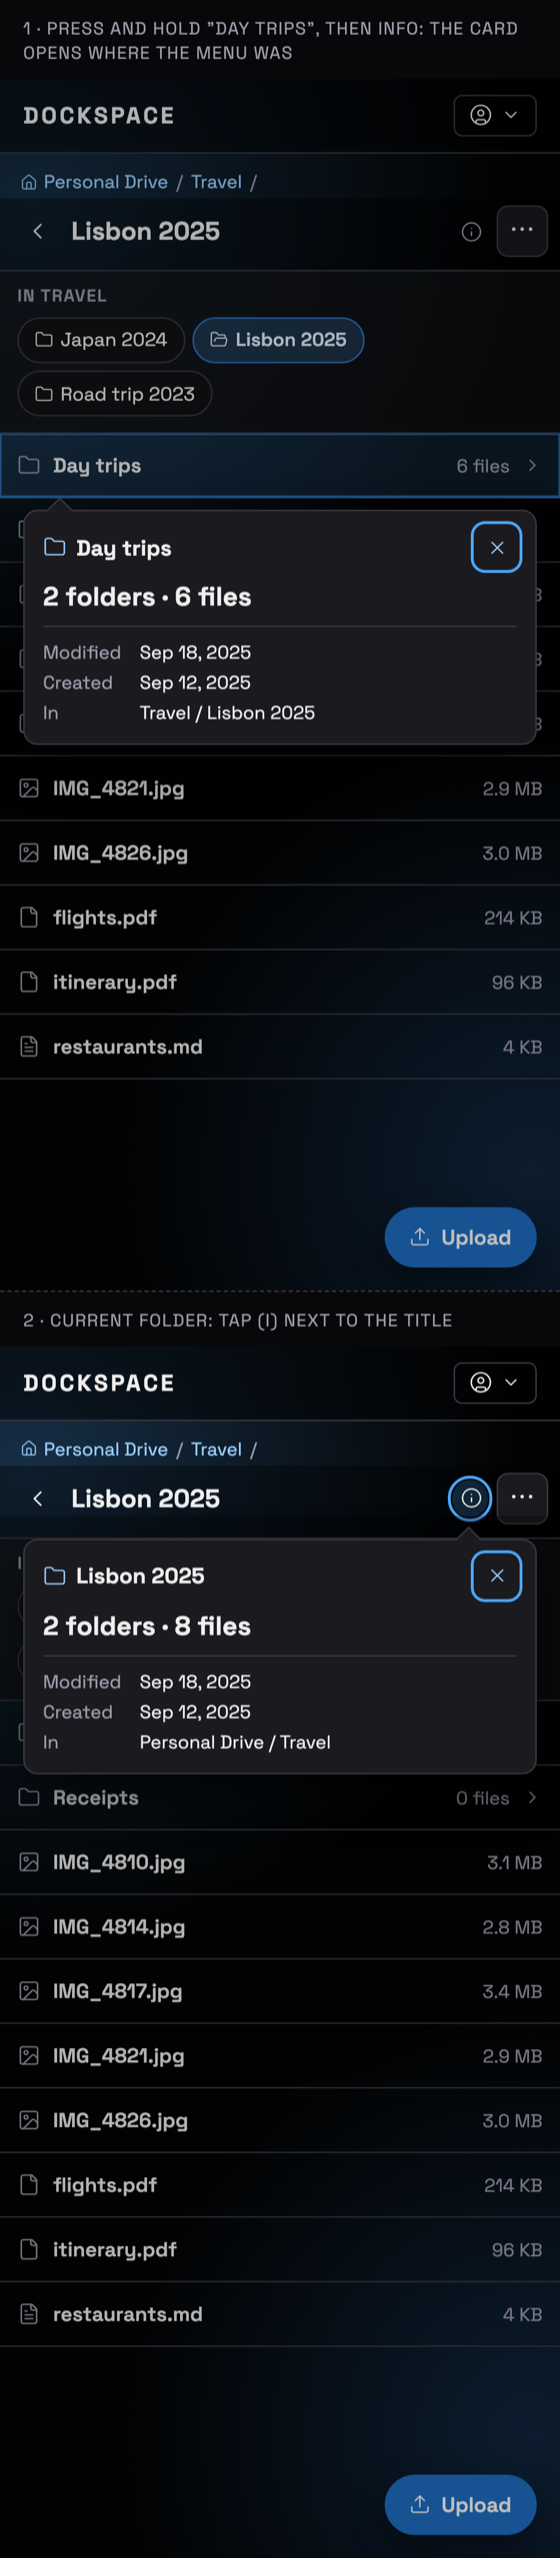 1 · PRESS AND HOLD "DAY TRIPS", THEN INFO: THE CARD
OPENS WHERE THE MENU WAS
DOCKSPACE
Personal Drive / Travel /
Lisbon 2025
IN TRAVEL
Japan 2024
Lisbon 2025
Road trip 2023
Day trips 6 files
Day trips
2 folders · 6 files
Modified Sep 18, 2025
Created Sep 12, 2025
In Travel / Lisbon 2025
IMG_4821.jpg 2.9 MB
IMG_4826.jpg 3.0 MB
flights.pdf 214 KB
itinerary.pdf 96 KB
restaurants.md 4 KB
Upload
2 · CURRENT FOLDER: TAP (I) NEXT TO THE TITLE
DOCKSPACE
Personal Drive / Travel /
Lisbon 2025
Lisbon 2025
2 folders · 8 files
Modified Sep 18, 2025
Created Sep 12, 2025
In Personal Drive / Travel
Receipts 0 files
IMG_4810.jpg 3.1 MB
IMG_4814.jpg 2.8 MB
IMG_4817.jpg 3.4 MB
IMG_4821.jpg 2.9 MB
IMG_4826.jpg 3.0 MB
flights.pdf 214 KB
itinerary.pdf 96 KB
restaurants.md 4 KB
Upload